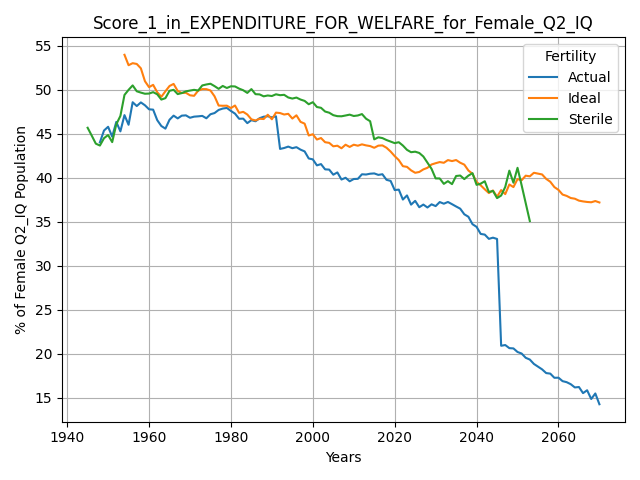 Score_1_in_EXPENDITURE_FOR_WELFARE_for_Female_Q2_IQ
% of Female Q2_IQ Population
55
50
45
40
35
30
25
20
15
Fertility
Actual
Ideal
Sterile
1940 1960 1980 2000 2020 2040 2060
Years